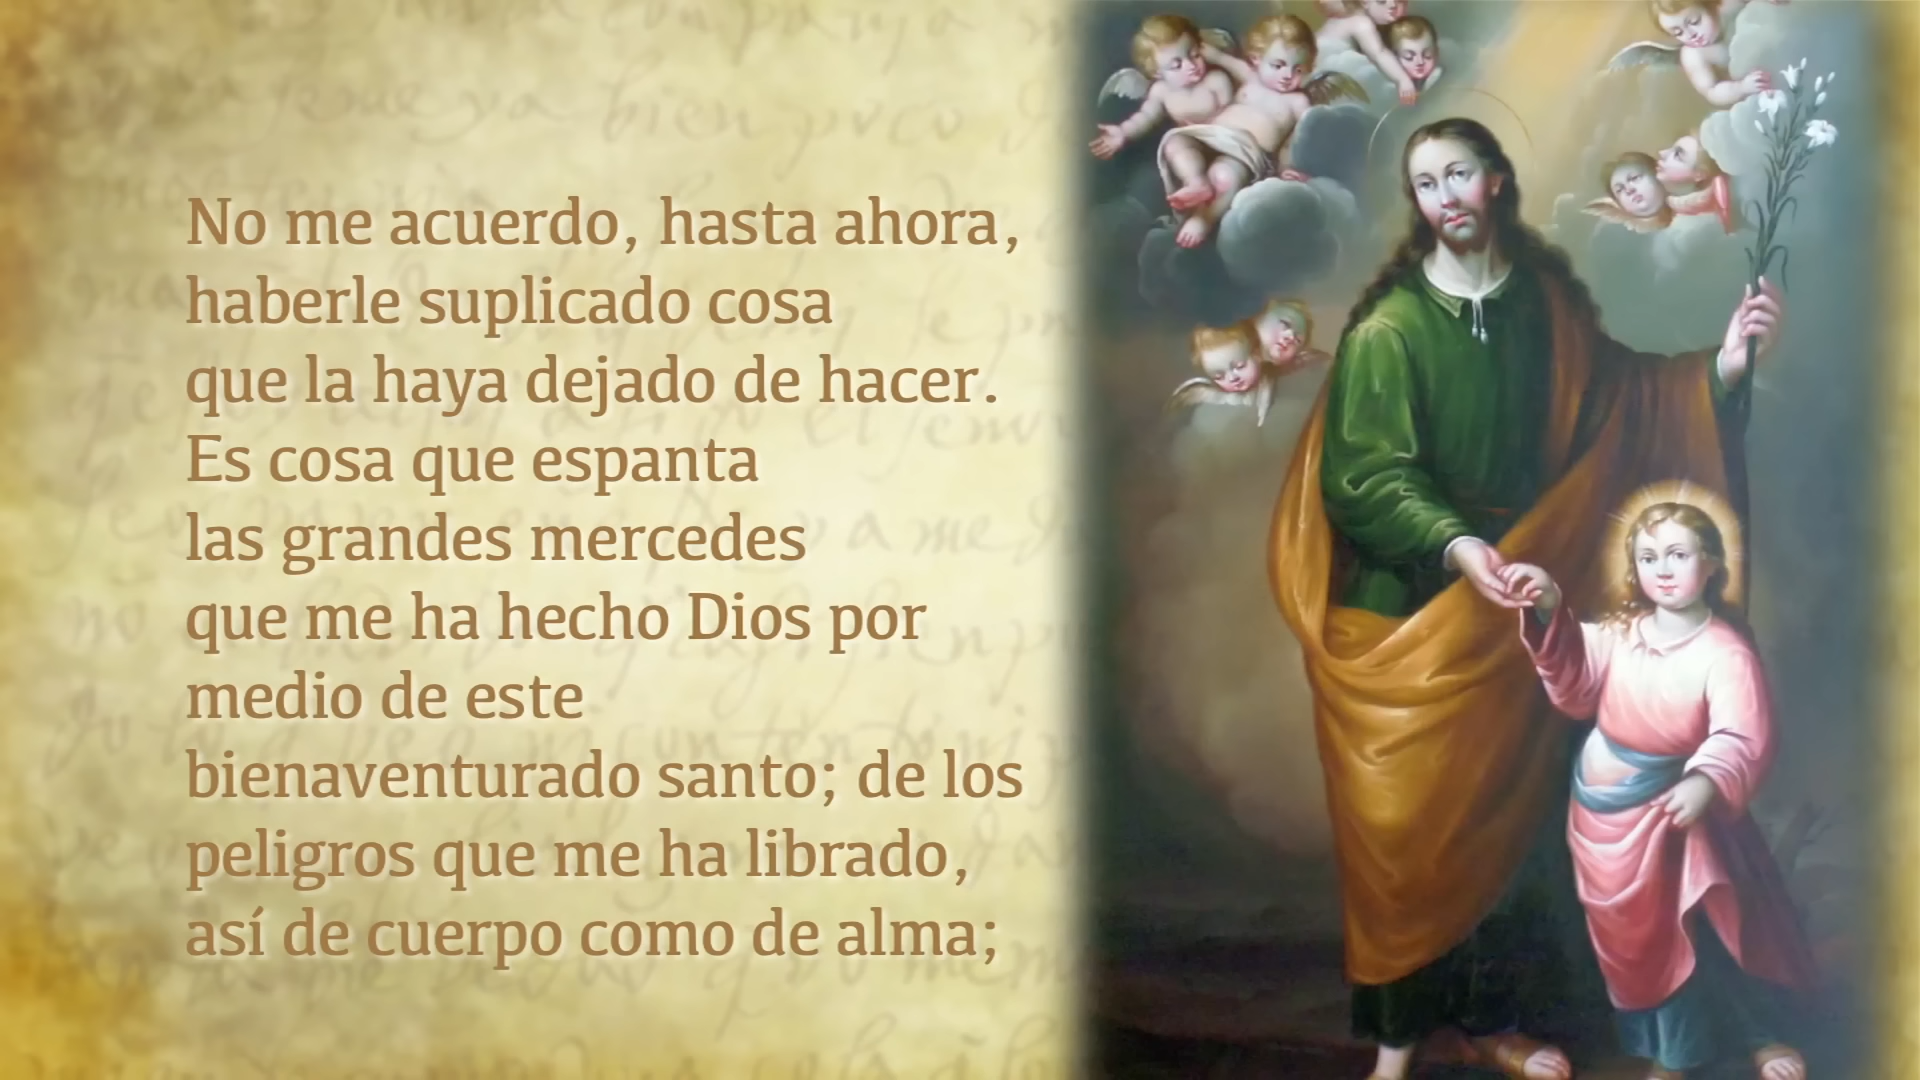 No me acuerdo, hasta ahora,
haberle suplicado cosa
que la haya dejado de hacer.
Es cosa que espanta
las grandes mercedes
que me ha hecho Dios por
medio de este
bienaventurado santo; de los
peligros que me ha librado,
así de cuerpo como de alma;